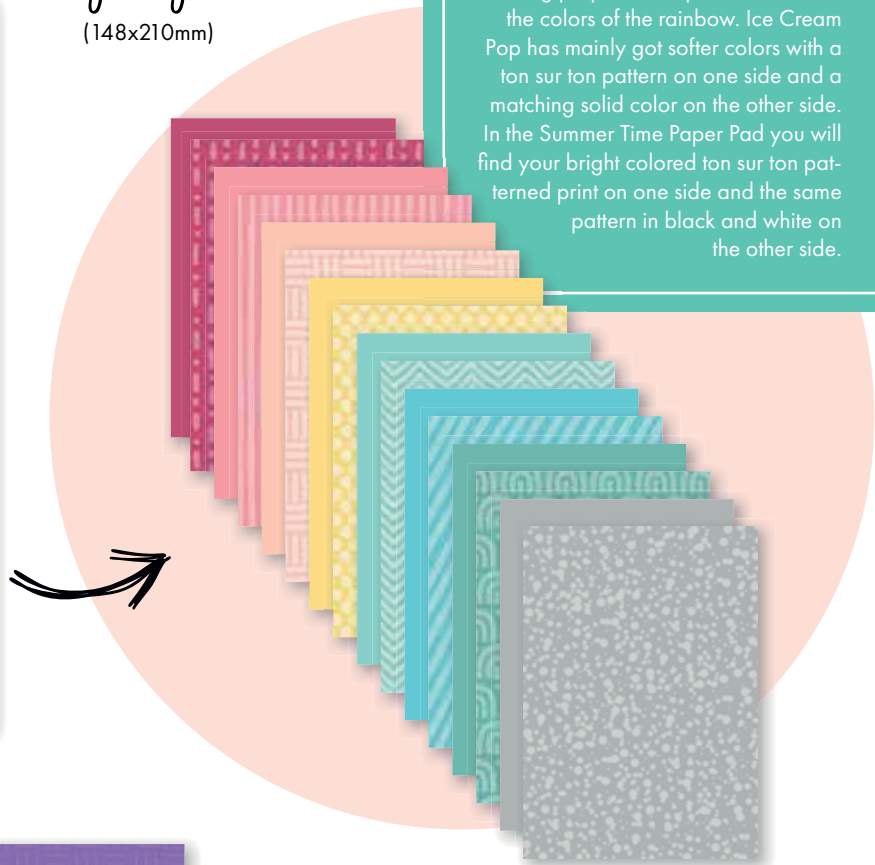 (148x210mm)
the colors of the rainbow. Ice Cream
Pop has mainly got softer colors with a
ton sur ton pattern on one side and a
matching solid color on the other side.
In the Summer Time Paper Pad you will
find your bright colored ton sur ton pat-
terned print on one side and the same
pattern in black and white on
the other side.